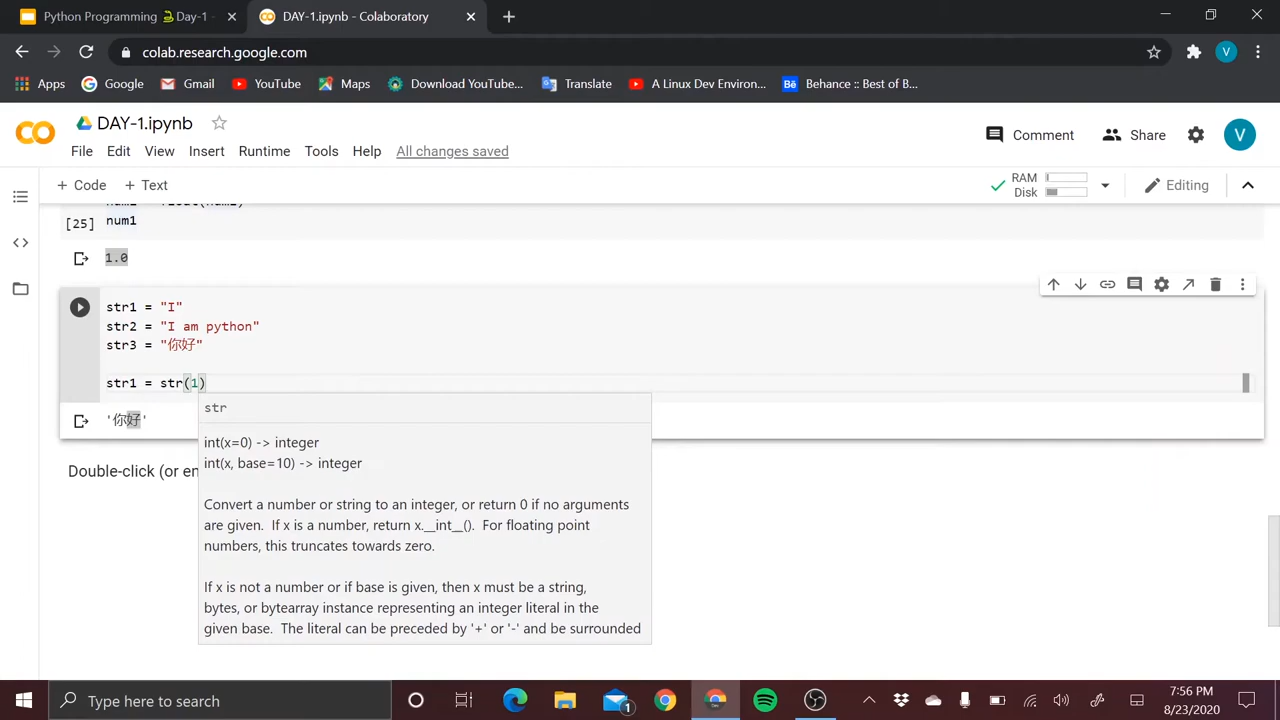 Python Programming 🐍 Day-1 -
DAY-1.ipynb - Colaboratory
colab.research.google.com
V
Apps
Google
Gmail
YouTube
Maps
Download YouTube...
Translate
A Linux Dev Environ...
Bē
Behance :: Best of B...
DAY-1.ipynb
Comment
Share
V
File Edit View Insert Runtime Tools Help All changes saved
+ Code + Text
RAM
Disk
Editing
[25] num1
1.0
str1 = "I"
str2 = "I am python"
str3 = "你好"
str1 = str(1)
'你好'
str
int(x=0) -> integer
int(x, base=10) -> integer
Double-click (or en
Convert a number or string to an integer, or return 0 if no arguments
are given. If x is a number, return x.__int__(). For floating point
numbers, this truncates towards zero.
If x is not a number or if base is given, then x must be a string,
bytes, or bytearray instance representing an integer literal in the
given base. The literal can be preceded by '+' or '-' and be surrounded
Type here to search
1
7:56 PM
8/23/2020